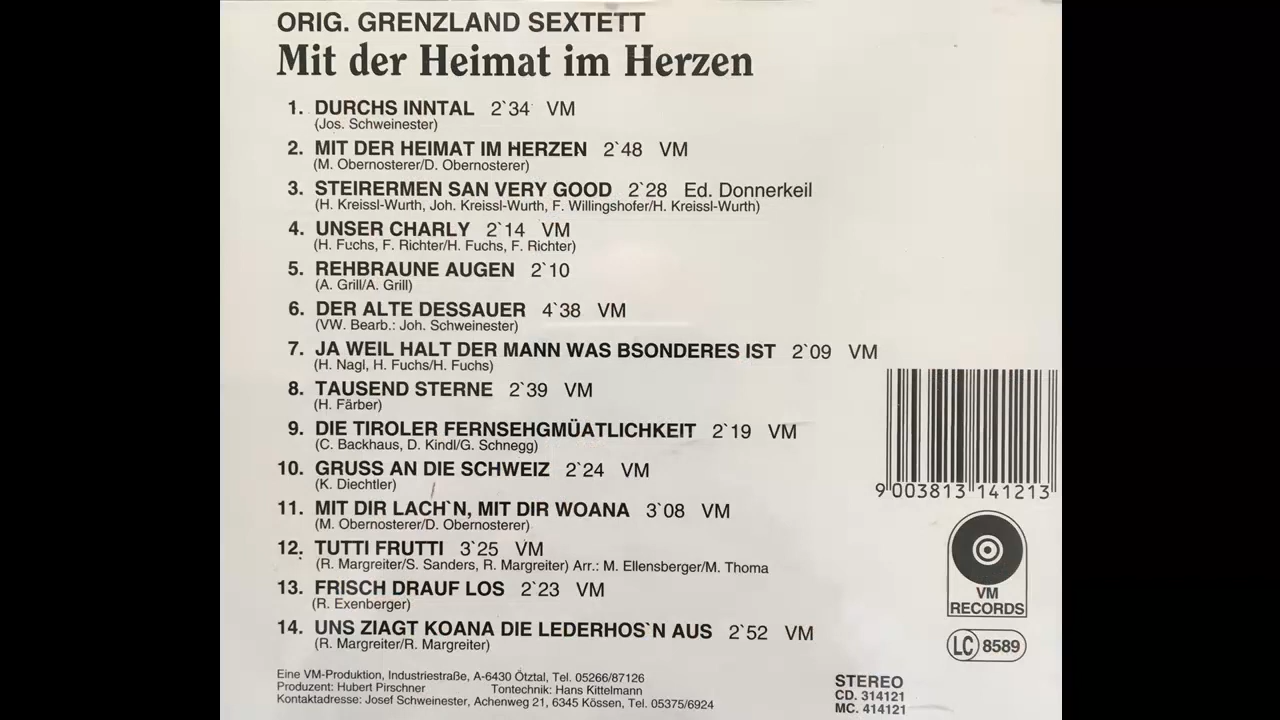 ORIG. GRENZLAND SEXTETT
Mit der Heimat im Herzen
1. DURCHS INNTAL 2`34 VM
(Jos. Schweinester)
2. MIT DER HEIMAT IM HERZEN 2`48 VM
(M. Obernosterer/D. Obernosterer)
3. STEIRERMEN SAN VERY GOOD 2`28 Ed. Donnerkeil
(H. Kreissl-Wurth, Joh. Kreissl-Wurth, F. Willingshofer/H. Kreissl-Wurth)
4. UNSER CHARLY 2`14 VM
(H. Fuchs, F. Richter/H. Fuchs, F. Richter)
5. REHBRAUNE AUGEN 2`10
(A. Grill/A. Grill)
6. DER ALTE DESSAUER 4`38 VM
(VW. Bearb.: Joh. Schweinester)
7. JA WEIL HALT DER MANN WAS BSONDERES IST 2`09 VM
(H. Nagl, H. Fuchs/H. Fuchs)
8. TAUSEND STERNE 2`39 VM
(H. Färber)
9. DIE TIROLER FERNSEHGMÜATLICHKEIT 2`19 VM
(C. Backhaus, D. Kindl/G. Schnegg)
10. GRUSS AN DIE SCHWEIZ 2`24 VM
(K. Diechtler)
11. MIT DIR LACH`N, MIT DIR WOANA 3`08 VM
(M. Obernosterer/D. Obernosterer)
12. TUTTI FRUTTI 3`25 VM
(R. Margreiter/S. Sanders, R. Margreiter) Arr.: M. Ellensberger/M. Thoma
13. FRISCH DRAUF LOS 2`23 VM
(R. Exenberger)
14. UNS ZIAGT KOANA DIE LEDERHOS`N AUS 2`52 VM
(R. Margreiter/R. Margreiter)
Eine VM-Produktion, Industriestraße, A-6430 Ötztal, Tel. 05266/87126
Produzent: Hubert Pirschner Tontechnik: Hans Kittelmann
Kontaktadresse: Josef Schweinester, Achenweg 21, 6345 Kössen, Tel. 05375/6924
9 003813 141213
VM
RECORDS
LC 8589
STEREO
CD. 314121
MC. 414121